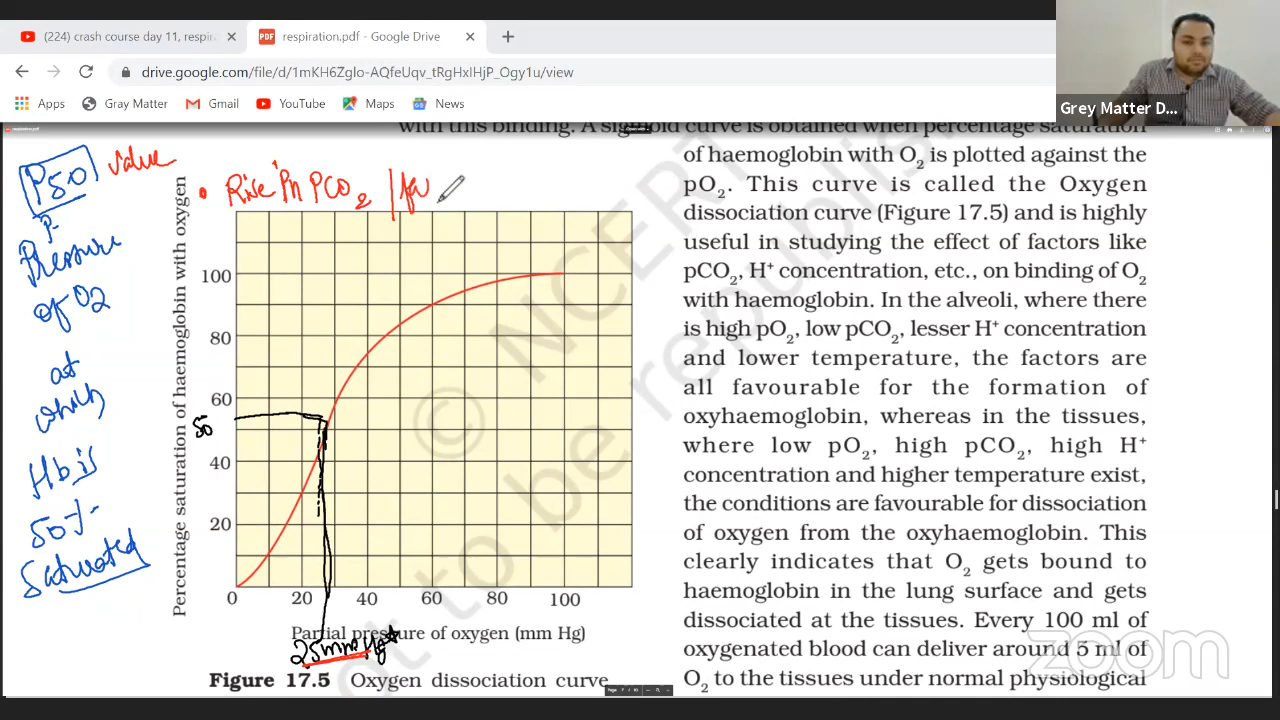 (224) crash course day 11, respir
respiration.pdf - Google Drive
drive.google.com/file/d/1mKH6Zglo-AQfeUqv_tRgHxIHjP_Ogy1u/view
Apps
Gray Matter
Gmail
YouTube
Maps
News
Grey Matter D...
P50 value
P-
Pressure
of O2
at
which
Hb is
50%
saturated
• Rise in PCO2 / fav
Percentage saturation of haemoglobin with oxygen
100
80
60
50
40
20
0 20 40 60 80 100
Partial pressure of oxygen (mm Hg)
25mm Hg
Figure 17.5 Oxygen dissociation curve
with this binding. A sigmoid curve is obtained when percentage saturation
of haemoglobin with O2 is plotted against the
pO2. This curve is called the Oxygen
dissociation curve (Figure 17.5) and is highly
useful in studying the effect of factors like
pCO2, H+ concentration, etc., on binding of O2
with haemoglobin. In the alveoli, where there
is high pO2, low pCO2, lesser H+ concentration
and lower temperature, the factors are
all favourable for the formation of
oxyhaemoglobin, whereas in the tissues,
where low pO2, high pCO2, high H+
concentration and higher temperature exist,
the conditions are favourable for dissociation
of oxygen from the oxyhaemoglobin. This
clearly indicates that O2 gets bound to
haemoglobin in the lung surface and gets
dissociated at the tissues. Every 100 ml of
oxygenated blood can deliver around 5 ml of
O2 to the tissues under normal physiological
© NCERT
not to be republi
zoom